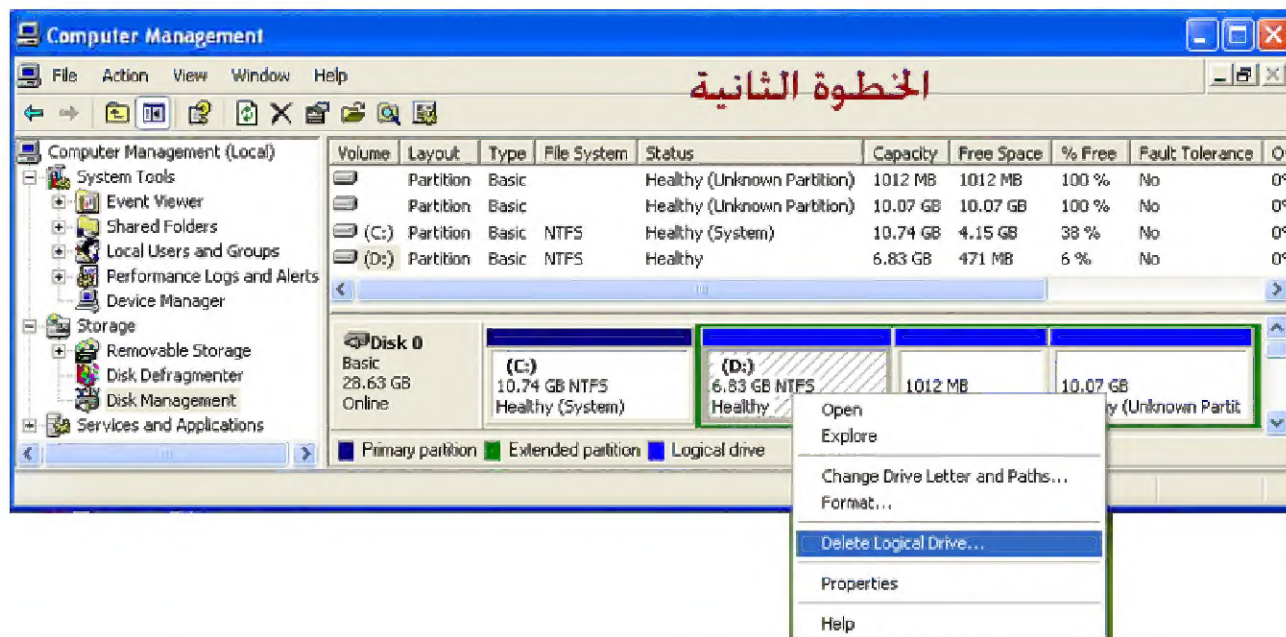 Computer Management
File Action View Window Help
الخطوة الثانية
Computer Management (Local)
System Tools
Event Viewer
Shared Folders
Local Users and Groups
Performance Logs and Alerts
Device Manager
Storage
Removable Storage
Disk Defragmenter
Disk Management
Services and Applications
Volume Layout Type File System Status Capacity Free Space % Free Fault Tolerance
Partition Basic Healthy (Unknown Partition) 1012 MB 1012 MB 100 % No
Partition Basic Healthy (Unknown Partition) 10.07 GB 10.07 GB 100 % No
(C:) Partition Basic NTFS Healthy (System) 10.74 GB 4.15 GB 38 % No
(D:) Partition Basic NTFS Healthy 6.83 GB 471 MB 6 % No
Disk 0
Basic
28.63 GB
Online
(C:)
10.74 GB NTFS
Healthy (System)
(D:)
6.83 GB NTFS
Healthy
1012 MB
10.07 GB
(Unknown Partit
Primary partition Extended partition Logical drive
Open
Explore
Change Drive Letter and Paths...
Format...
Delete Logical Drive...
Properties
Help